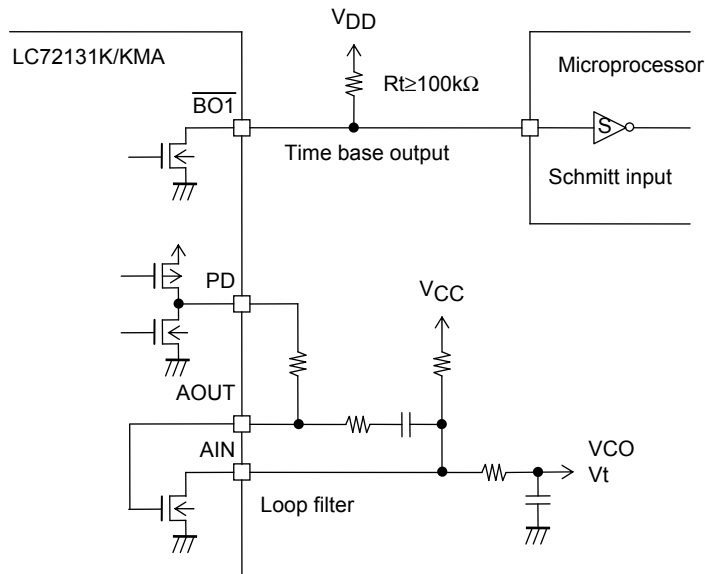 VDD
LC72131K/KMA
Microprocessor
BO1
Rt≥100kΩ
S
Time base output
Schmitt input
PD
VCC
AOUT
AIN
VCO
Vt
Loop filter